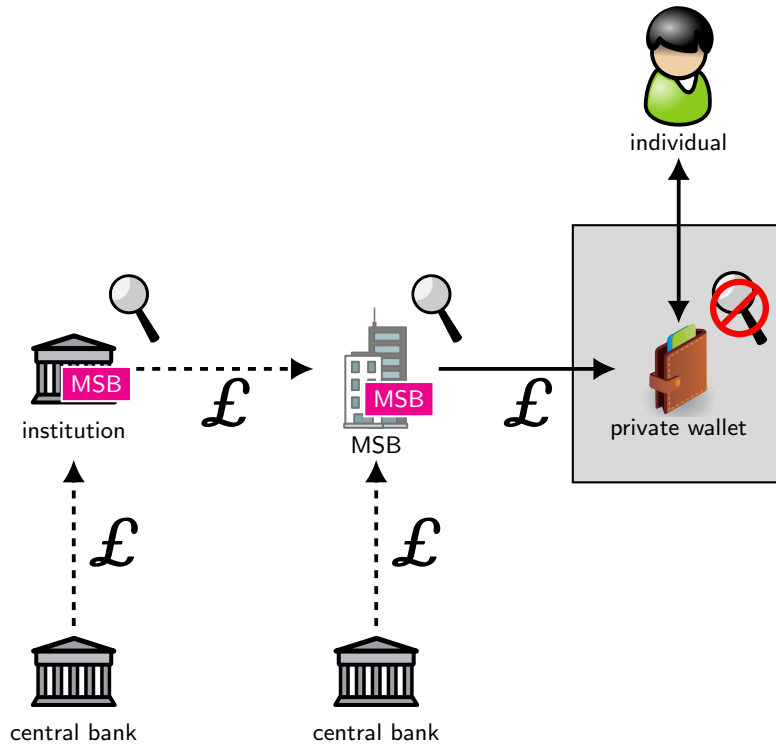 individual
MSB
MSB
£
£
institution
MSB
private wallet
£
£
central bank
central bank